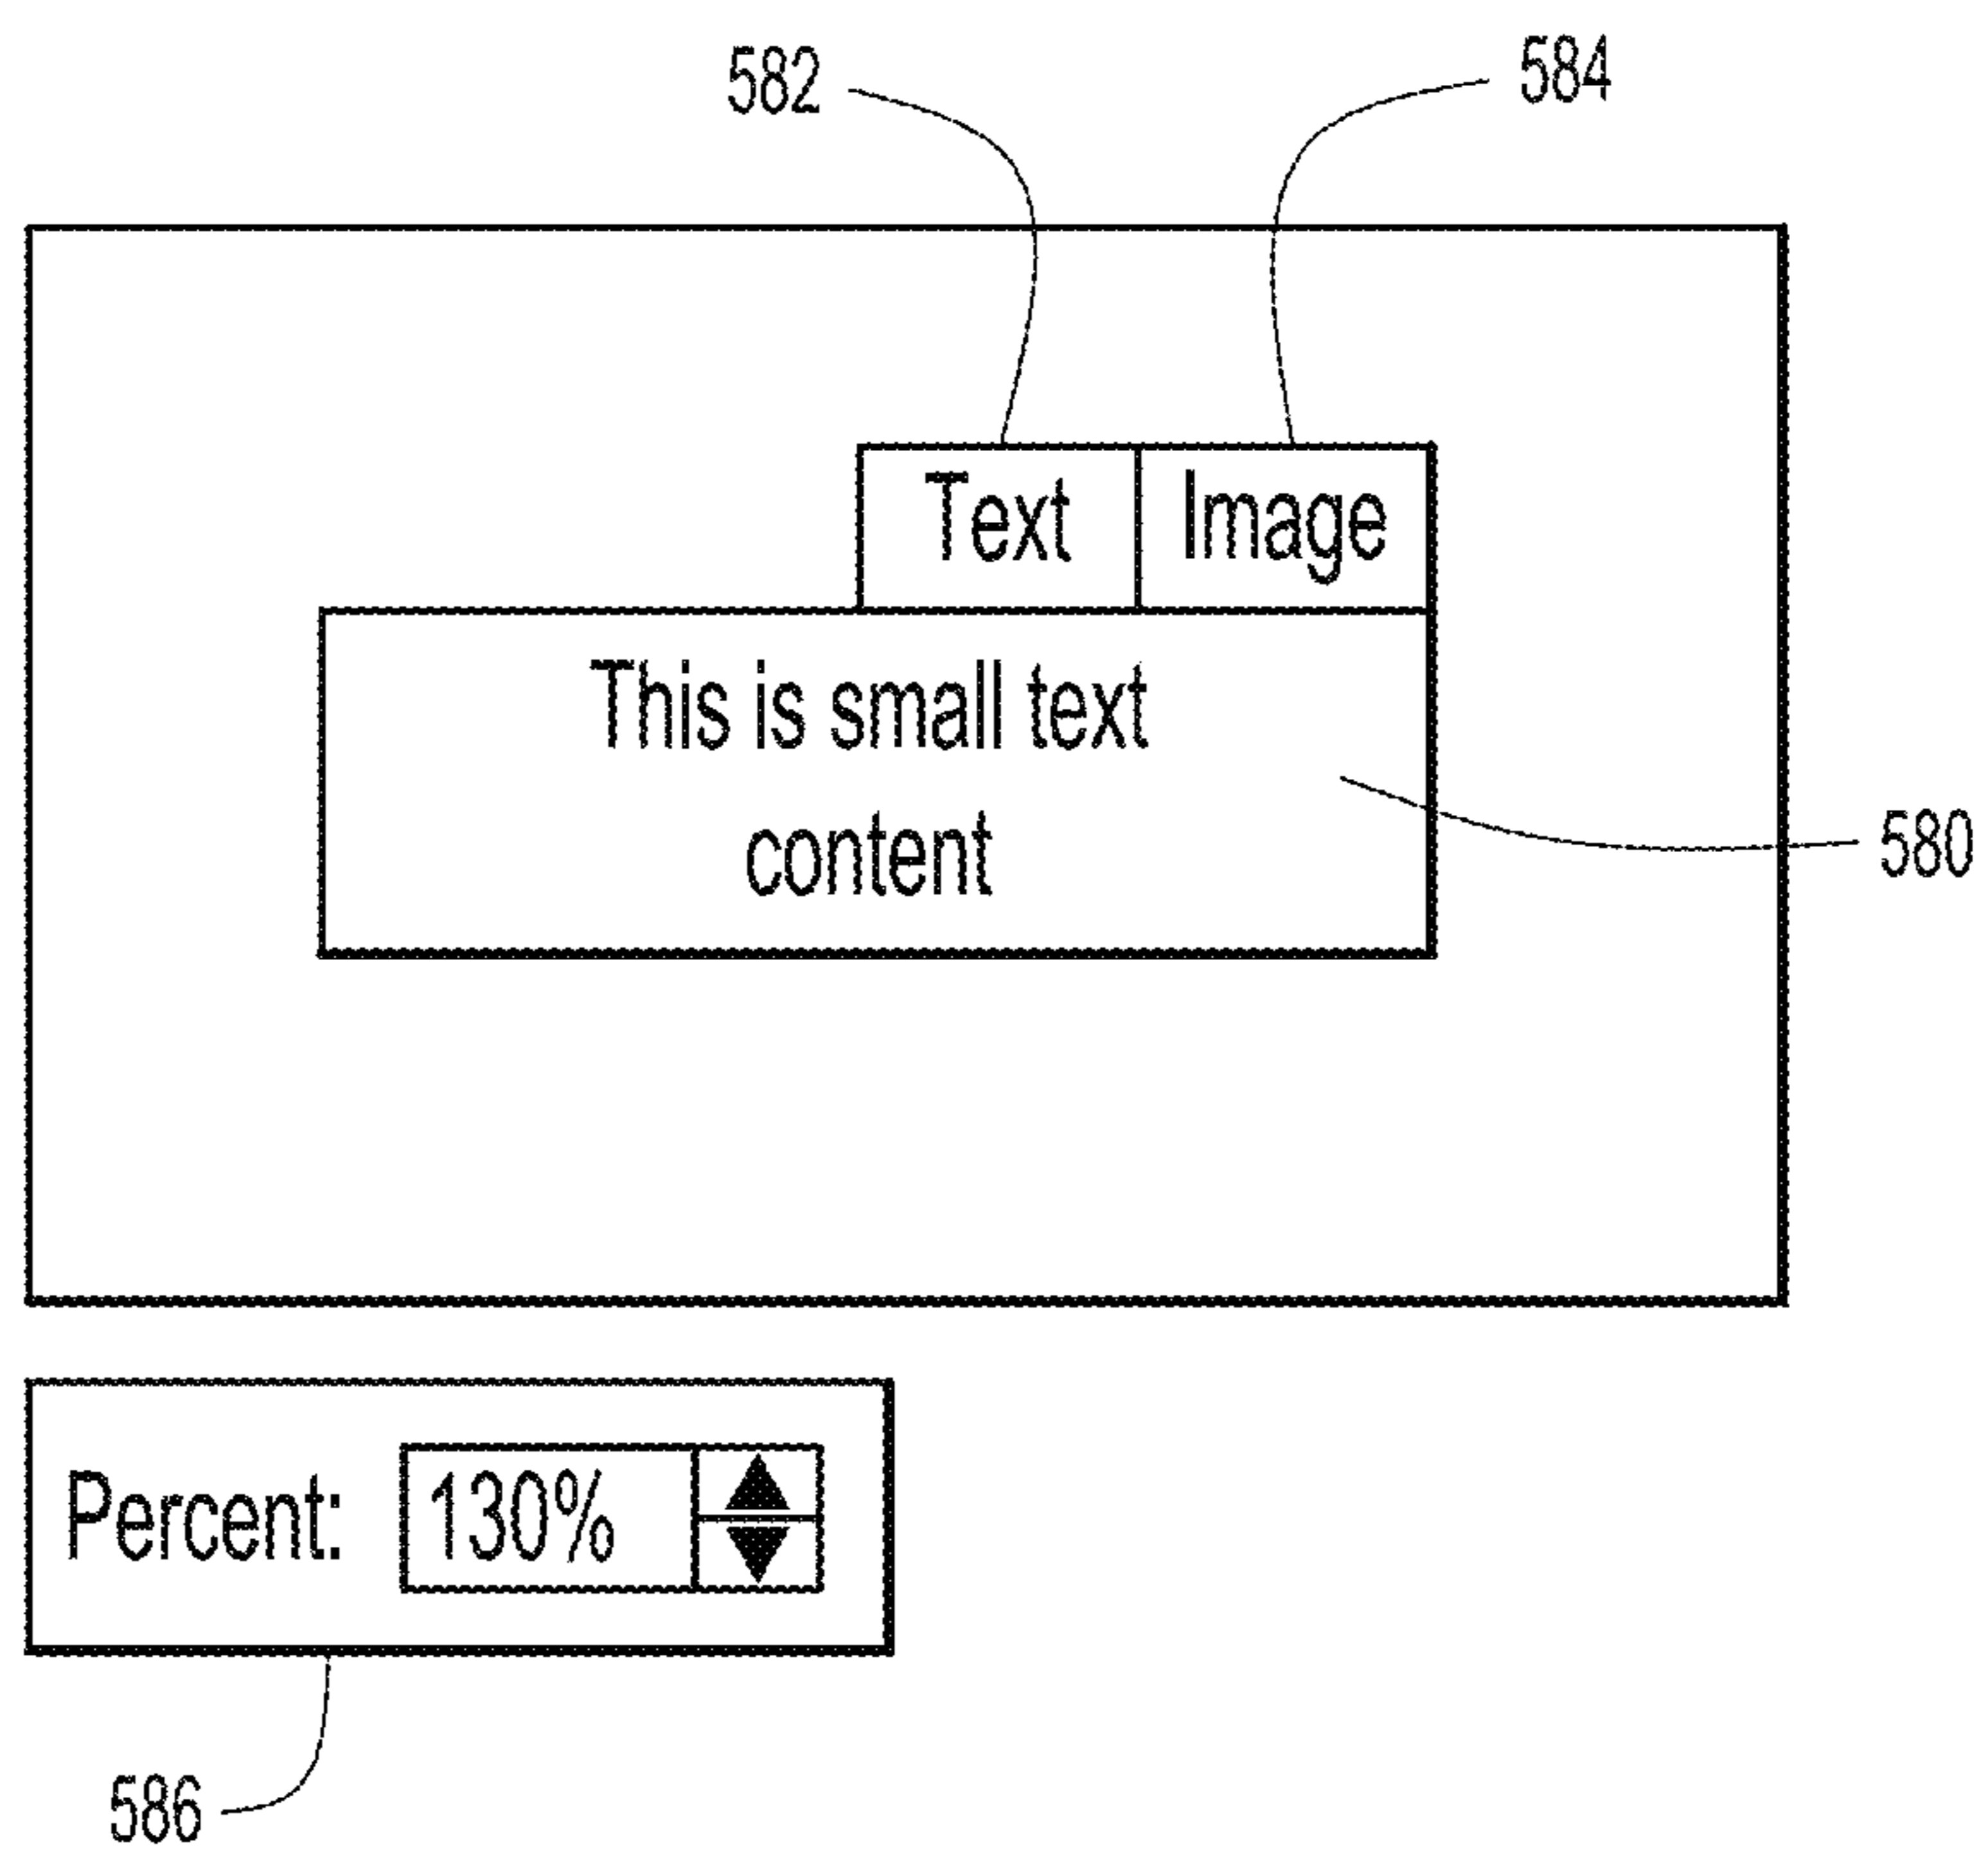 582
584
Text
Image
This is small text
content
580
Percent:
130%
586